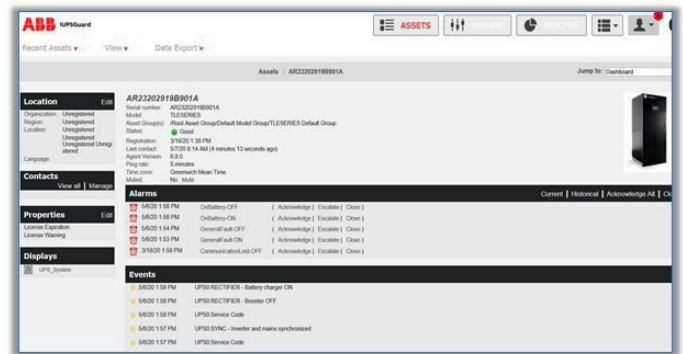 ABB IUPSGuard
ASSETS
REPORTS
Recent Assets View Data Export
Assets : AR23202919B901A
Jump to: Dashboard
Location Edit
Organization: Unregistered
Region: Unregistered
Location: Unregistered
Unregistered
Unregistered Unregi
stered
Language:
Contacts
View all | Manage
Properties Edit
License Expiration
License Warning
Displays
UPS_System
AR23202919B901A
Serial number: AR23202919B901A
Model: TLESERIES
Asset Group(s): /Root Asset Group/Default Model Group/TLESERIES Default Group
Status: Good
Registration: 3/18/20 1:38 PM
Last contact: 5/7/20 8:14 AM (4 minutes 13 seconds ago)
Agent Version: 6.8.0
Ping rate: 5 minutes
Time zone: Greenwich Mean Time
Muted: No Mute
Alarms Current | Historical | Acknowledge All | Clo
5/6/20 1:58 PM OnBattery-OFF ( Acknowledge | Escalate | Close )
5/6/20 1:58 PM OnBattery-ON ( Acknowledge | Escalate | Close )
5/6/20 1:54 PM GeneralFault-OFF ( Acknowledge | Escalate | Close )
5/6/20 1:53 PM GeneralFault-ON ( Acknowledge | Escalate | Close )
3/18/20 1:58 PM CommunicationLost-OFF ( Acknowledge | Escalate | Close )
Events
5/6/20 1:58 PM UPS0:RECTIFIER - Battery charger ON
5/6/20 1:58 PM UPS0:RECTIFIER - Booster OFF
5/6/20 1:58 PM UPS0:Service Code
5/6/20 1:57 PM UPS0:SYNC - Inverter and mains synchronized
5/6/20 1:57 PM UPS0:Service Code